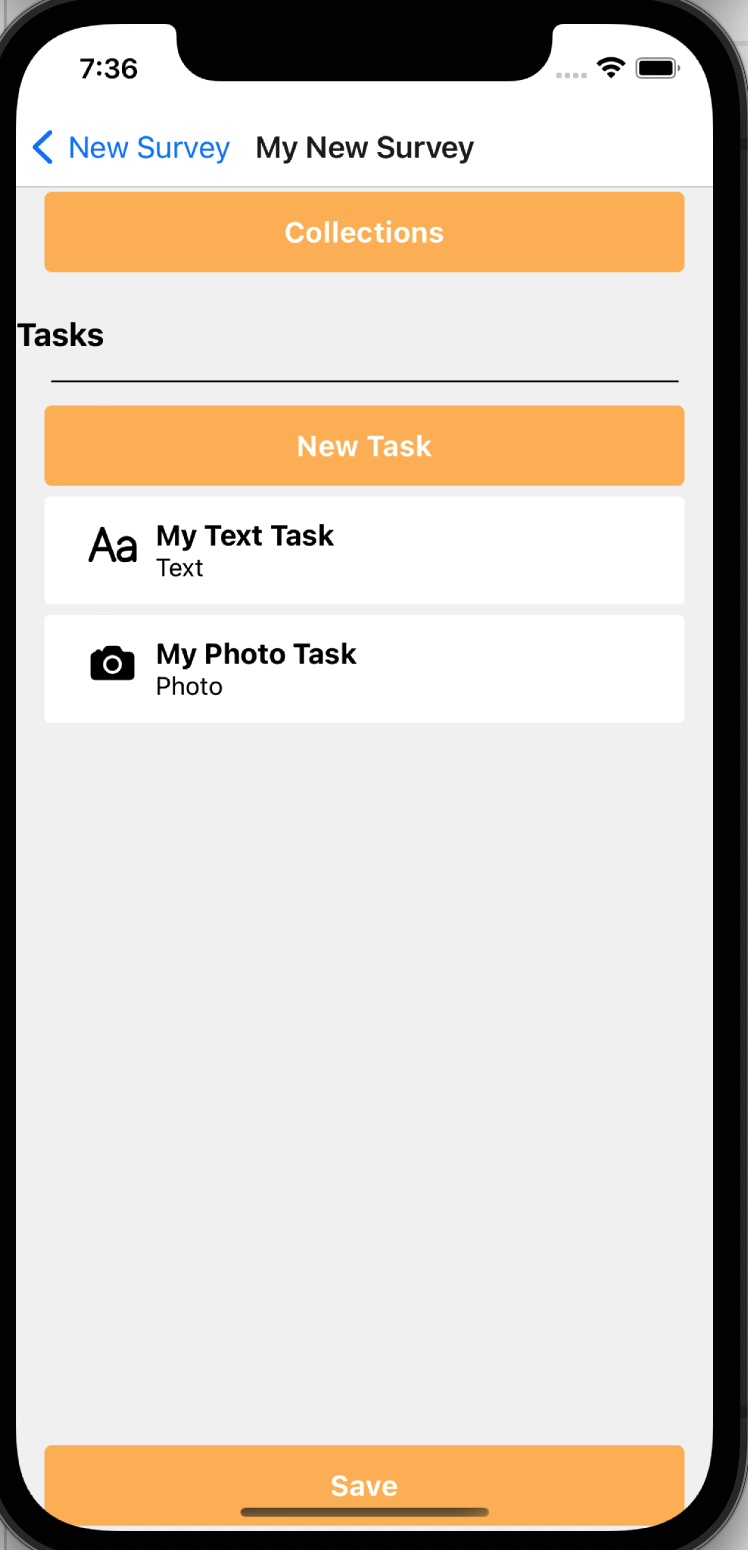 7:36
New Survey My New Survey
Collections
Tasks
New Task
Aa My Text Task
Text
My Photo Task
Photo
Save